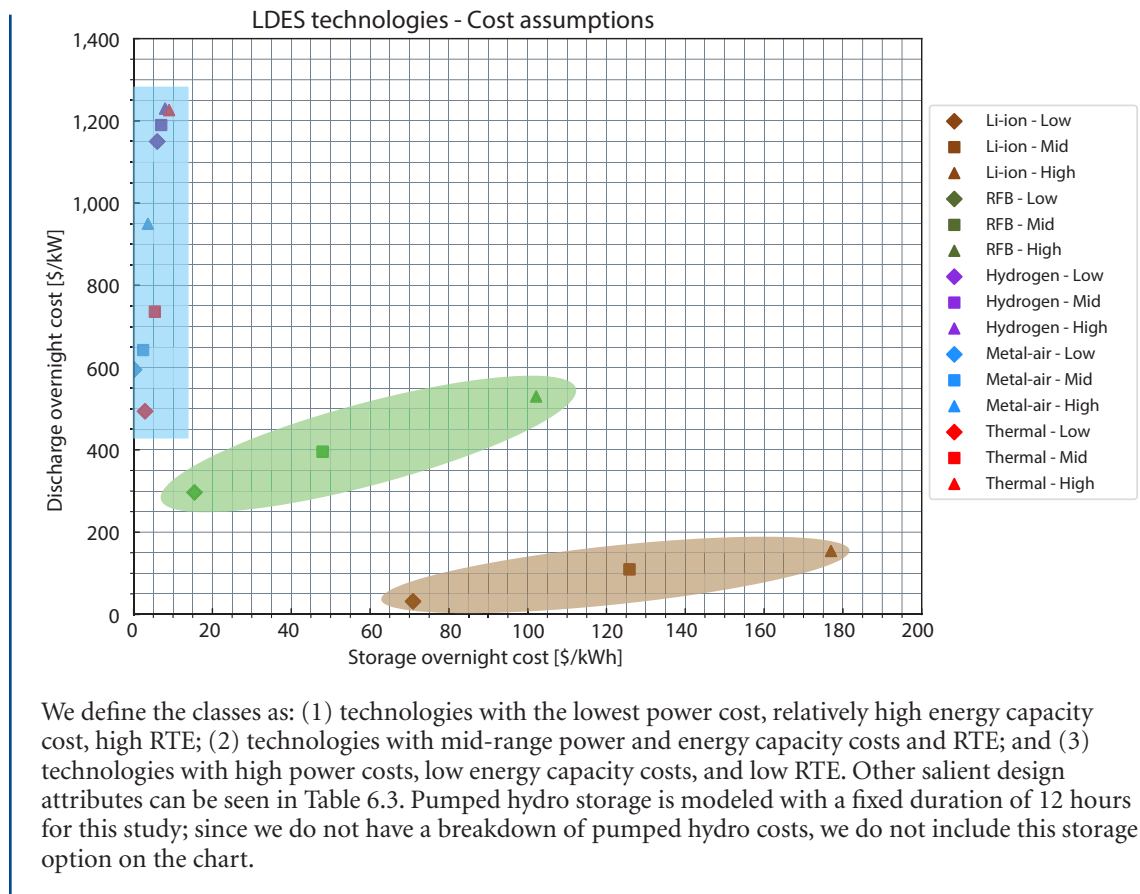 LDES technologies - Cost assumptions
1,400
1,200
1,000
800
600
400
200
0
Discharge overnight cost [$/kW]
0 20 40 60 80 100 120 140 160 180 200
Storage overnight cost [$/kWh]
Li-ion - Low
Li-ion - Mid
Li-ion - High
RFB - Low
RFB - Mid
RFB - High
Hydrogen - Low
Hydrogen - Mid
Hydrogen - High
Metal-air - Low
Metal-air - Mid
Metal-air - High
Thermal - Low
Thermal - Mid
Thermal - High
We define the classes as: (1) technologies with the lowest power cost, relatively high energy capacity
cost, high RTE; (2) technologies with mid-range power and energy capacity costs and RTE; and (3)
technologies with high power costs, low energy capacity costs, and low RTE. Other salient design
attributes can be seen in Table 6.3. Pumped hydro storage is modeled with a fixed duration of 12 hours
for this study; since we do not have a breakdown of pumped hydro costs, we do not include this storage
option on the chart.